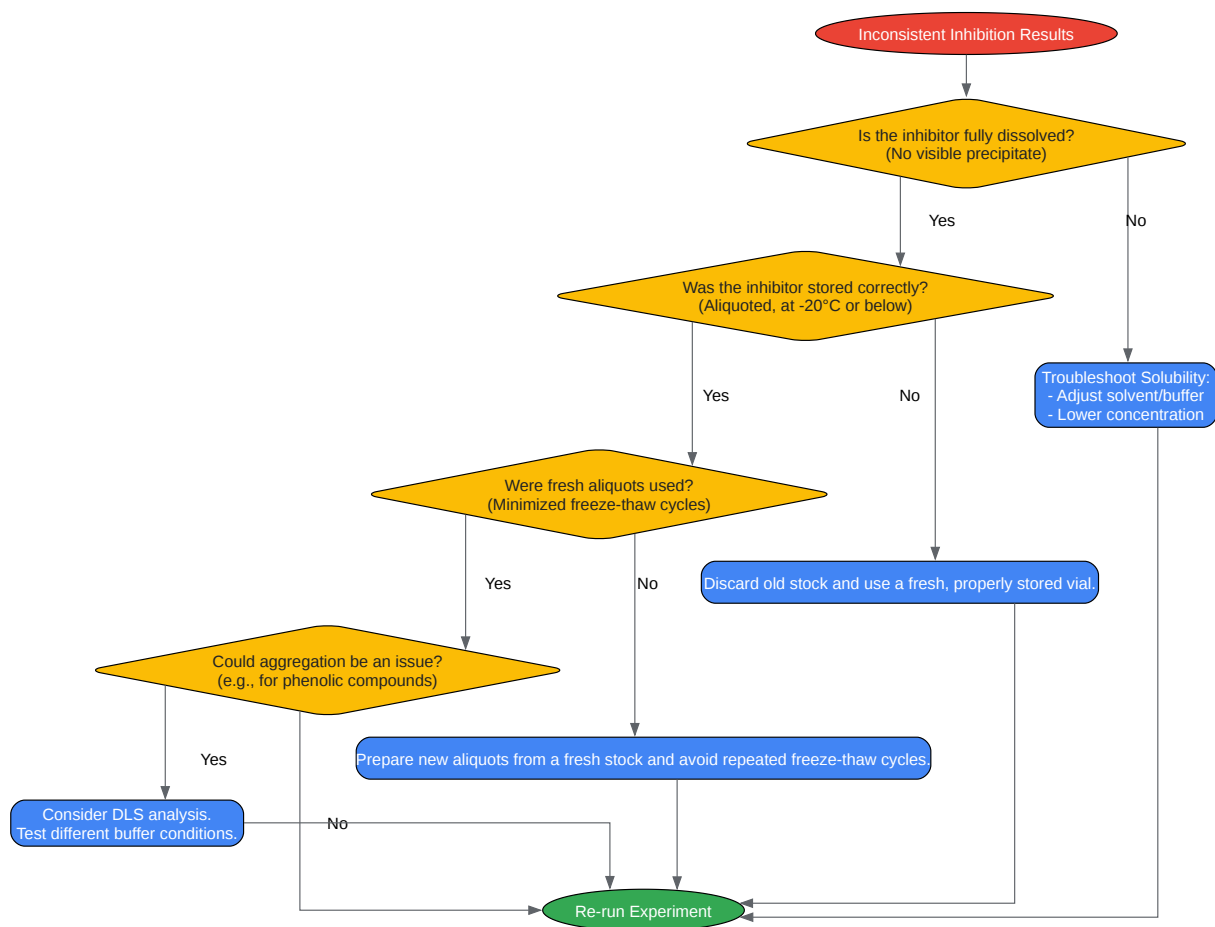 Inconsistent Inhibition Results
Is the inhibitor fully dissolved?
(No visible precipitate)
Yes
No
Was the inhibitor stored correctly?
(Aliquoted, at -20°C or below)
Troubleshoot Solubility:
- Adjust solvent/buffer
- Lower concentration
Yes
No
Were fresh aliquots used?
(Minimized freeze-thaw cycles)
Yes
No
Discard old stock and use a fresh, properly stored vial.
Could aggregation be an issue?
(e.g., for phenolic compounds)
Yes
Prepare new aliquots from a fresh stock and avoid repeated freeze-thaw cycles.
Consider DLS analysis.
Test different buffer conditions.
No
Re-run Experiment